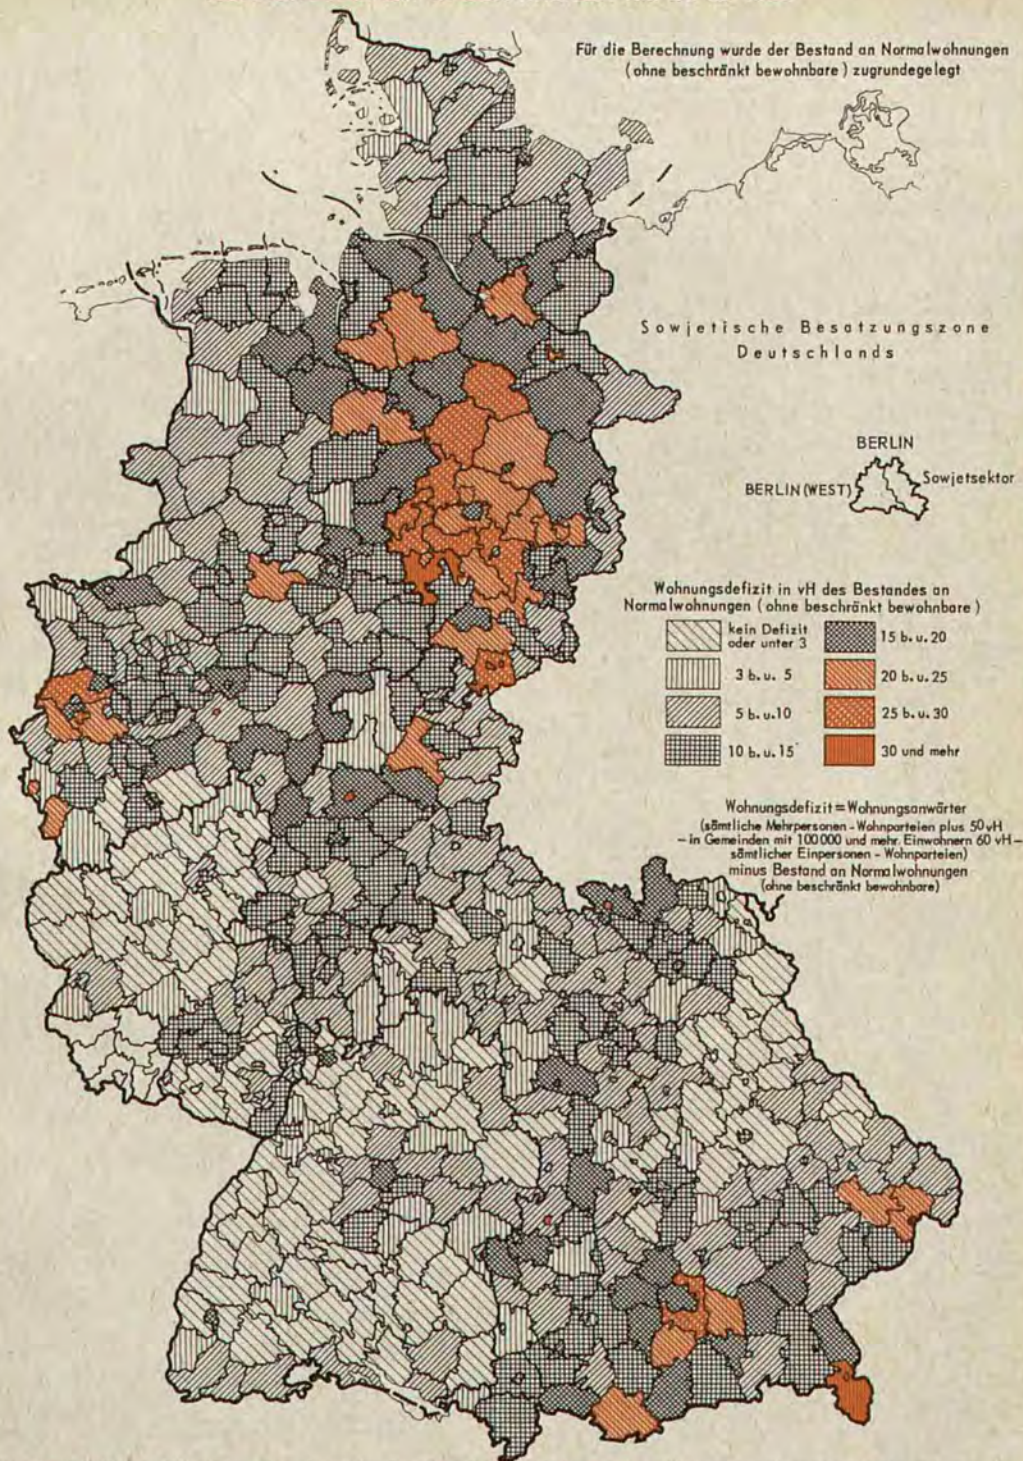 Für die Berechnung wurde der Bestand an Normalwohnungen
(ohne beschränkt bewohnbare) zugrundegelegt
Sowjetische Besatzungszone
Deutschlands
BERLIN
BERLIN (WEST)
Sowjetsektor
Wohnungsdefizit in vH des Bestandes an
Normalwohnungen (ohne beschränkt bewohnbare)
kein Defizit
oder unter 3
3 b. u. 5
5 b. u. 10
10 b. u. 15
15 b. u. 20
20 b. u. 25
25 b. u. 30
30 und mehr
Wohnungsdefizit = Wohnungsanwärter
(sämtliche Mehrpersonen - Wohnparteien plus 50 vH
- in Gemeinden mit 100 000 und mehr Einwohnern 60 vH -
sämtlicher Einpersonen - Wohnparteien)
minus Bestand an Normalwohnungen
(ohne beschränkt bewohnbare)